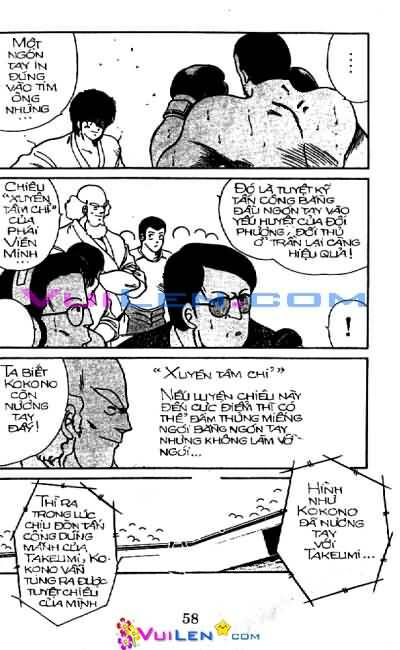 MỘT
NGÓN
TAY IN
ĐÚNG
VÀO TIM
ÔNG
NHƯNG
...
...
CHIÊU
"XUYÊN
TÂM CHỈ"
CỦA
PHÁI
VIÊN
MINH...
ĐÓ LÀ TUYỆT KỸ
TẤN CÔNG BẰNG
ĐẦU NGÓN TAY VÀO
YẾU HUYỆT CỦA ĐỐI
PHƯƠNG, ĐỐI THỦ
Ở TRẦN LẠI CÀNG
HIỆU QUẢ!
VUILEN.COM
!
TA BIẾT
KOKONO
CÒN
NƯƠNG
TAY
ĐẤY!
"XUYÊN TÂM CHỈ"
NẾU LUYỆN CHIÊU NÀY
ĐẾN CỰC ĐIỂM THÌ CÓ
THỂ ĐÂM THỦNG MIẾNG
NGÓI BẰNG NGÓN TAY
NHƯNG KHÔNG LÀM VỠ
NGÓI...
HÌNH
NHƯ
KOKONO
ĐÃ NƯƠNG
TAY
VỚI
TAKEUMI...
THÌ RA
TRONG LÚC
CHỊU ĐÒN TẤN
CÔNG DŨNG
MÃNH CỦA
TAKEUMI, KO-
KONO VẪN
TUNG RA ĐƯỢC
TUYỆT CHIÊU
CỦA MÌNH
58
VUILEN.COM